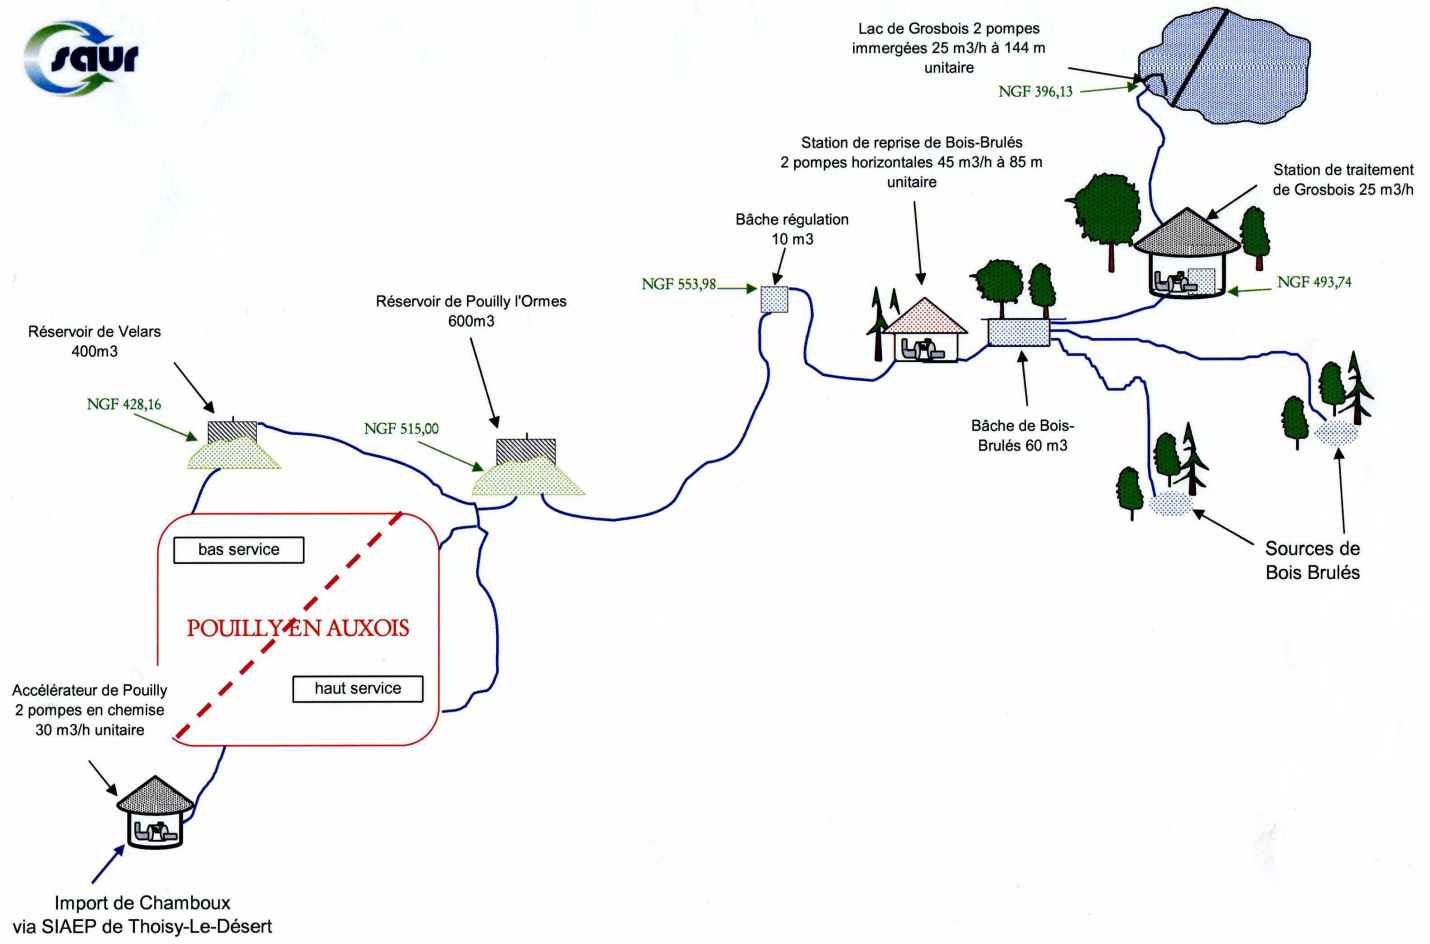 saur
Lac de Grosbois 2 pompes
immergées 25 m3/h à 144 m
unitaire
NGF 396,13
Station de reprise de Bois-Brulés
2 pompes horizontales 45 m3/h à 85 m
unitaire
Station de traitement
de Grosbois 25 m3/h
Bâche régulation
10 m3
NGF 553,98
NGF 493,74
Réservoir de Pouilly l'Ormes
600m3
Réservoir de Velars
400m3
NGF 428,16
NGF 515,00
Bâche de Bois-
Brulés 60 m3
bas service
Sources de
Bois Brulés
POUILLY EN AUXOIS
haut service
Accélérateur de Pouilly
2 pompes en chemise
30 m3/h unitaire
Import de Chamboux
via SIAEP de Thoisy-Le-Désert